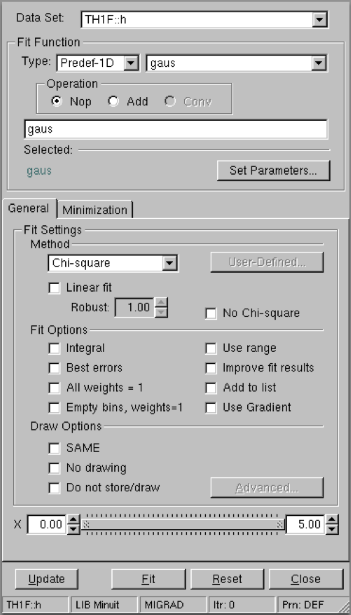 Data Set: TH1F::h
Fit Function
Type: Predef-1D gaus
Operation
Nop Add Conv
gaus
Selected:
gaus Set Parameters...
General Minimization
Fit Settings
Method
Chi-square User-Defined...
Linear fit
Robust: 1.00 No Chi-square
Fit Options
Integral Use range
Best errors Improve fit results
All weights = 1 Add to list
Empty bins, weights=1 Use Gradient
Draw Options
SAME
No drawing
Do not store/draw Advanced...
X 0.00 5.00
Update Fit Reset Close
TH1F::h LIB Minuit MIGRAD Itr: 0 Prn: DEF